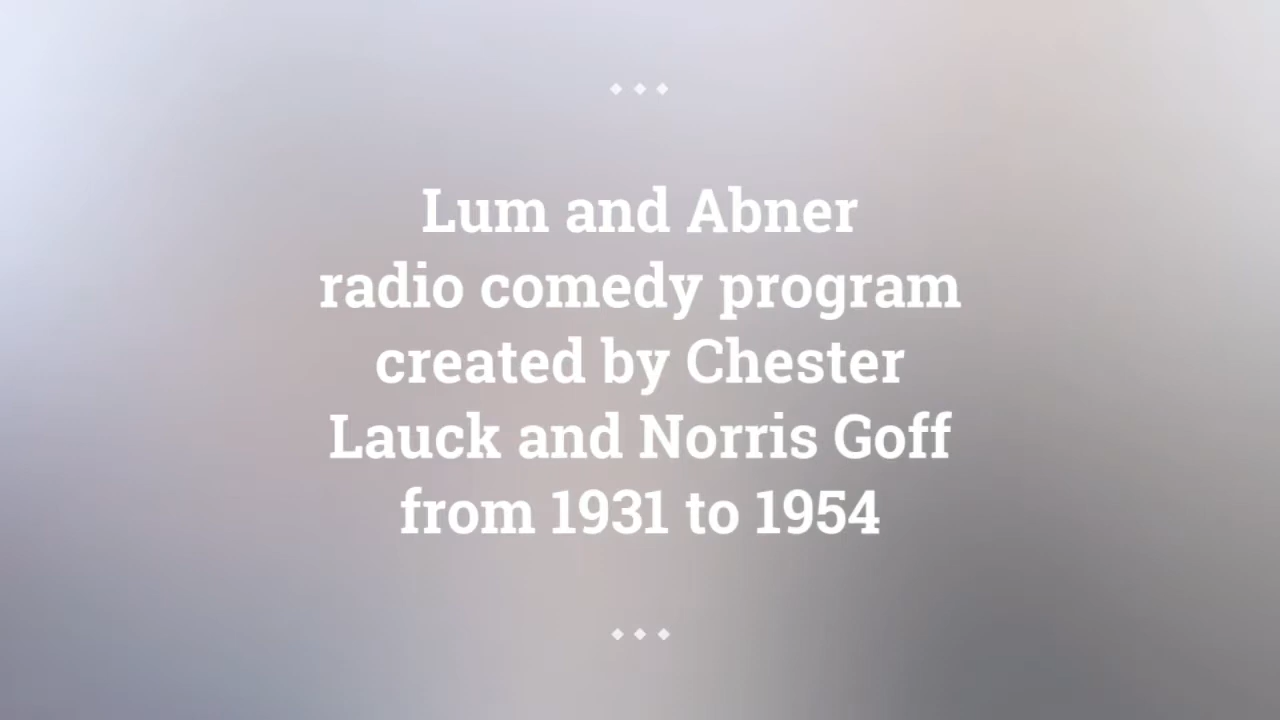 Lum and Abner
radio comedy program
created by Chester
Lauck and Norris Goff
from 1931 to 1954